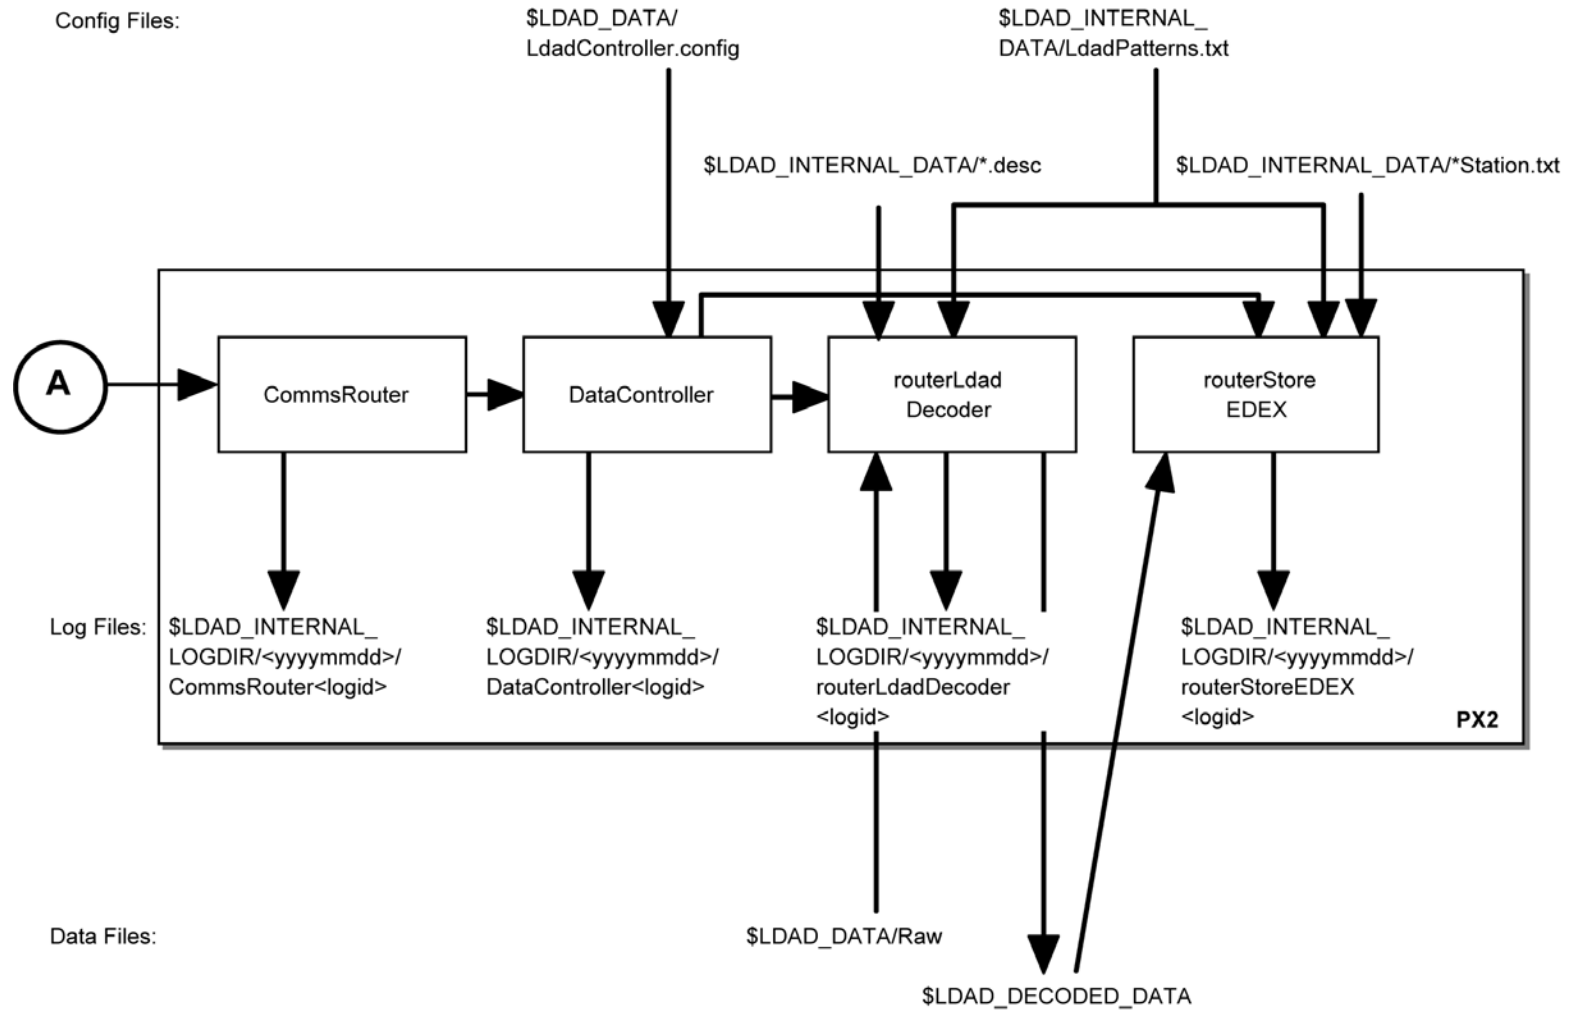 Config Files:
$LDAD_DATA/
LdadController.config
$LDAD_INTERNAL_
DATA/LdadPatterns.txt
$LDAD_INTERNAL_DATA/*.desc
$LDAD_INTERNAL_DATA/*Station.txt
A
CommsRouter
DataController
routerLdad
Decoder
routerStore
EDEX
Log Files:
$LDAD_INTERNAL_
LOGDIR/<yyyymmdd>/
CommsRouter<logid>
$LDAD_INTERNAL_
LOGDIR/<yyyymmdd>/
DataController<logid>
$LDAD_INTERNAL_
LOGDIR/<yyyymmdd>/
routerLdadDecoder
<logid>
$LDAD_INTERNAL_
LOGDIR/<yyyymmdd>/
routerStoreEDEX
<logid>
PX2
Data Files:
$LDAD_DATA/Raw
$LDAD_DECODED_DATA